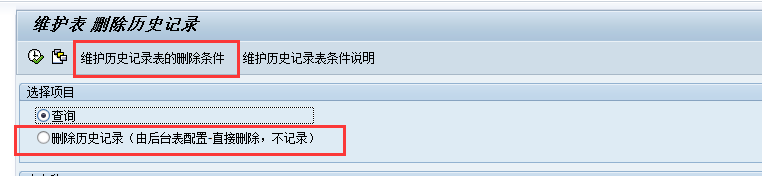 维护表 删除历史记录
维护历史记录表的删除条件 维护历史记录表条件说明
选择项目
查询
删除历史记录（由后台表配置-直接删除，不记录）